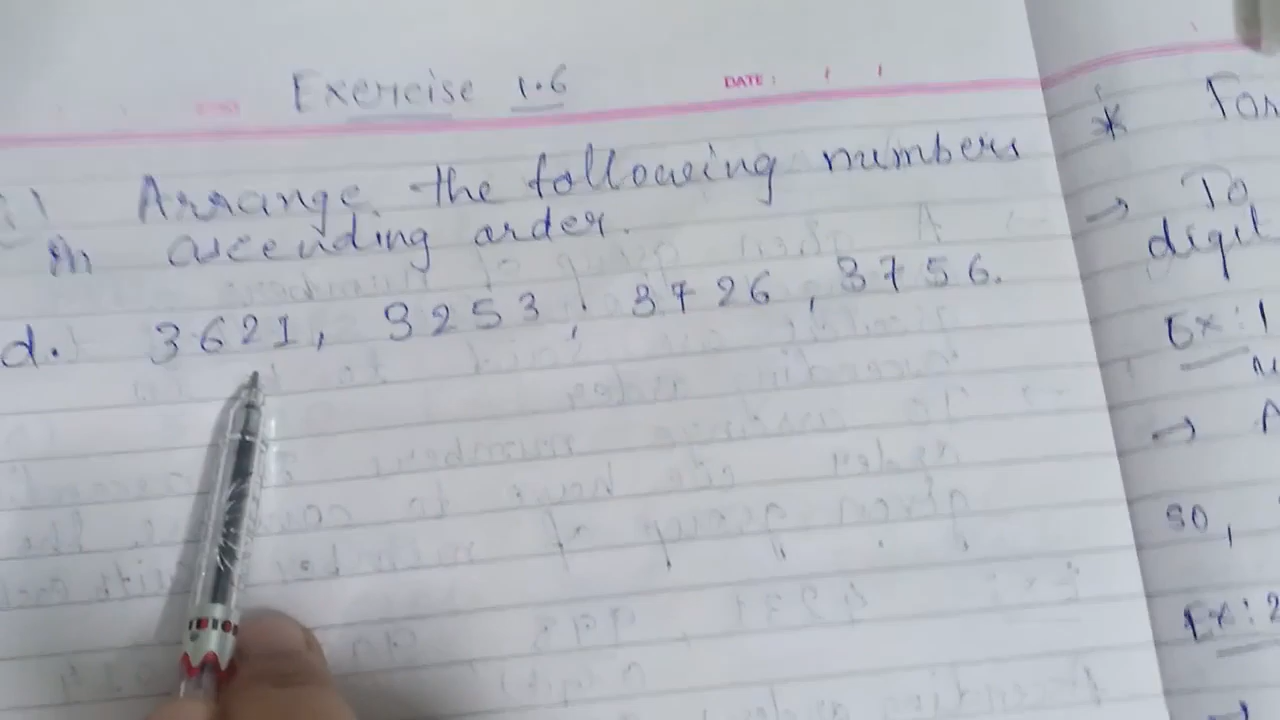 Exercise 1.6
DATE :
Arrange the following numbers
in ascending order.
d. 3621, 3253, 3726, 3756.
* For
→ To
digit
Ex: 1
→ A
so,
Ex: 2
→